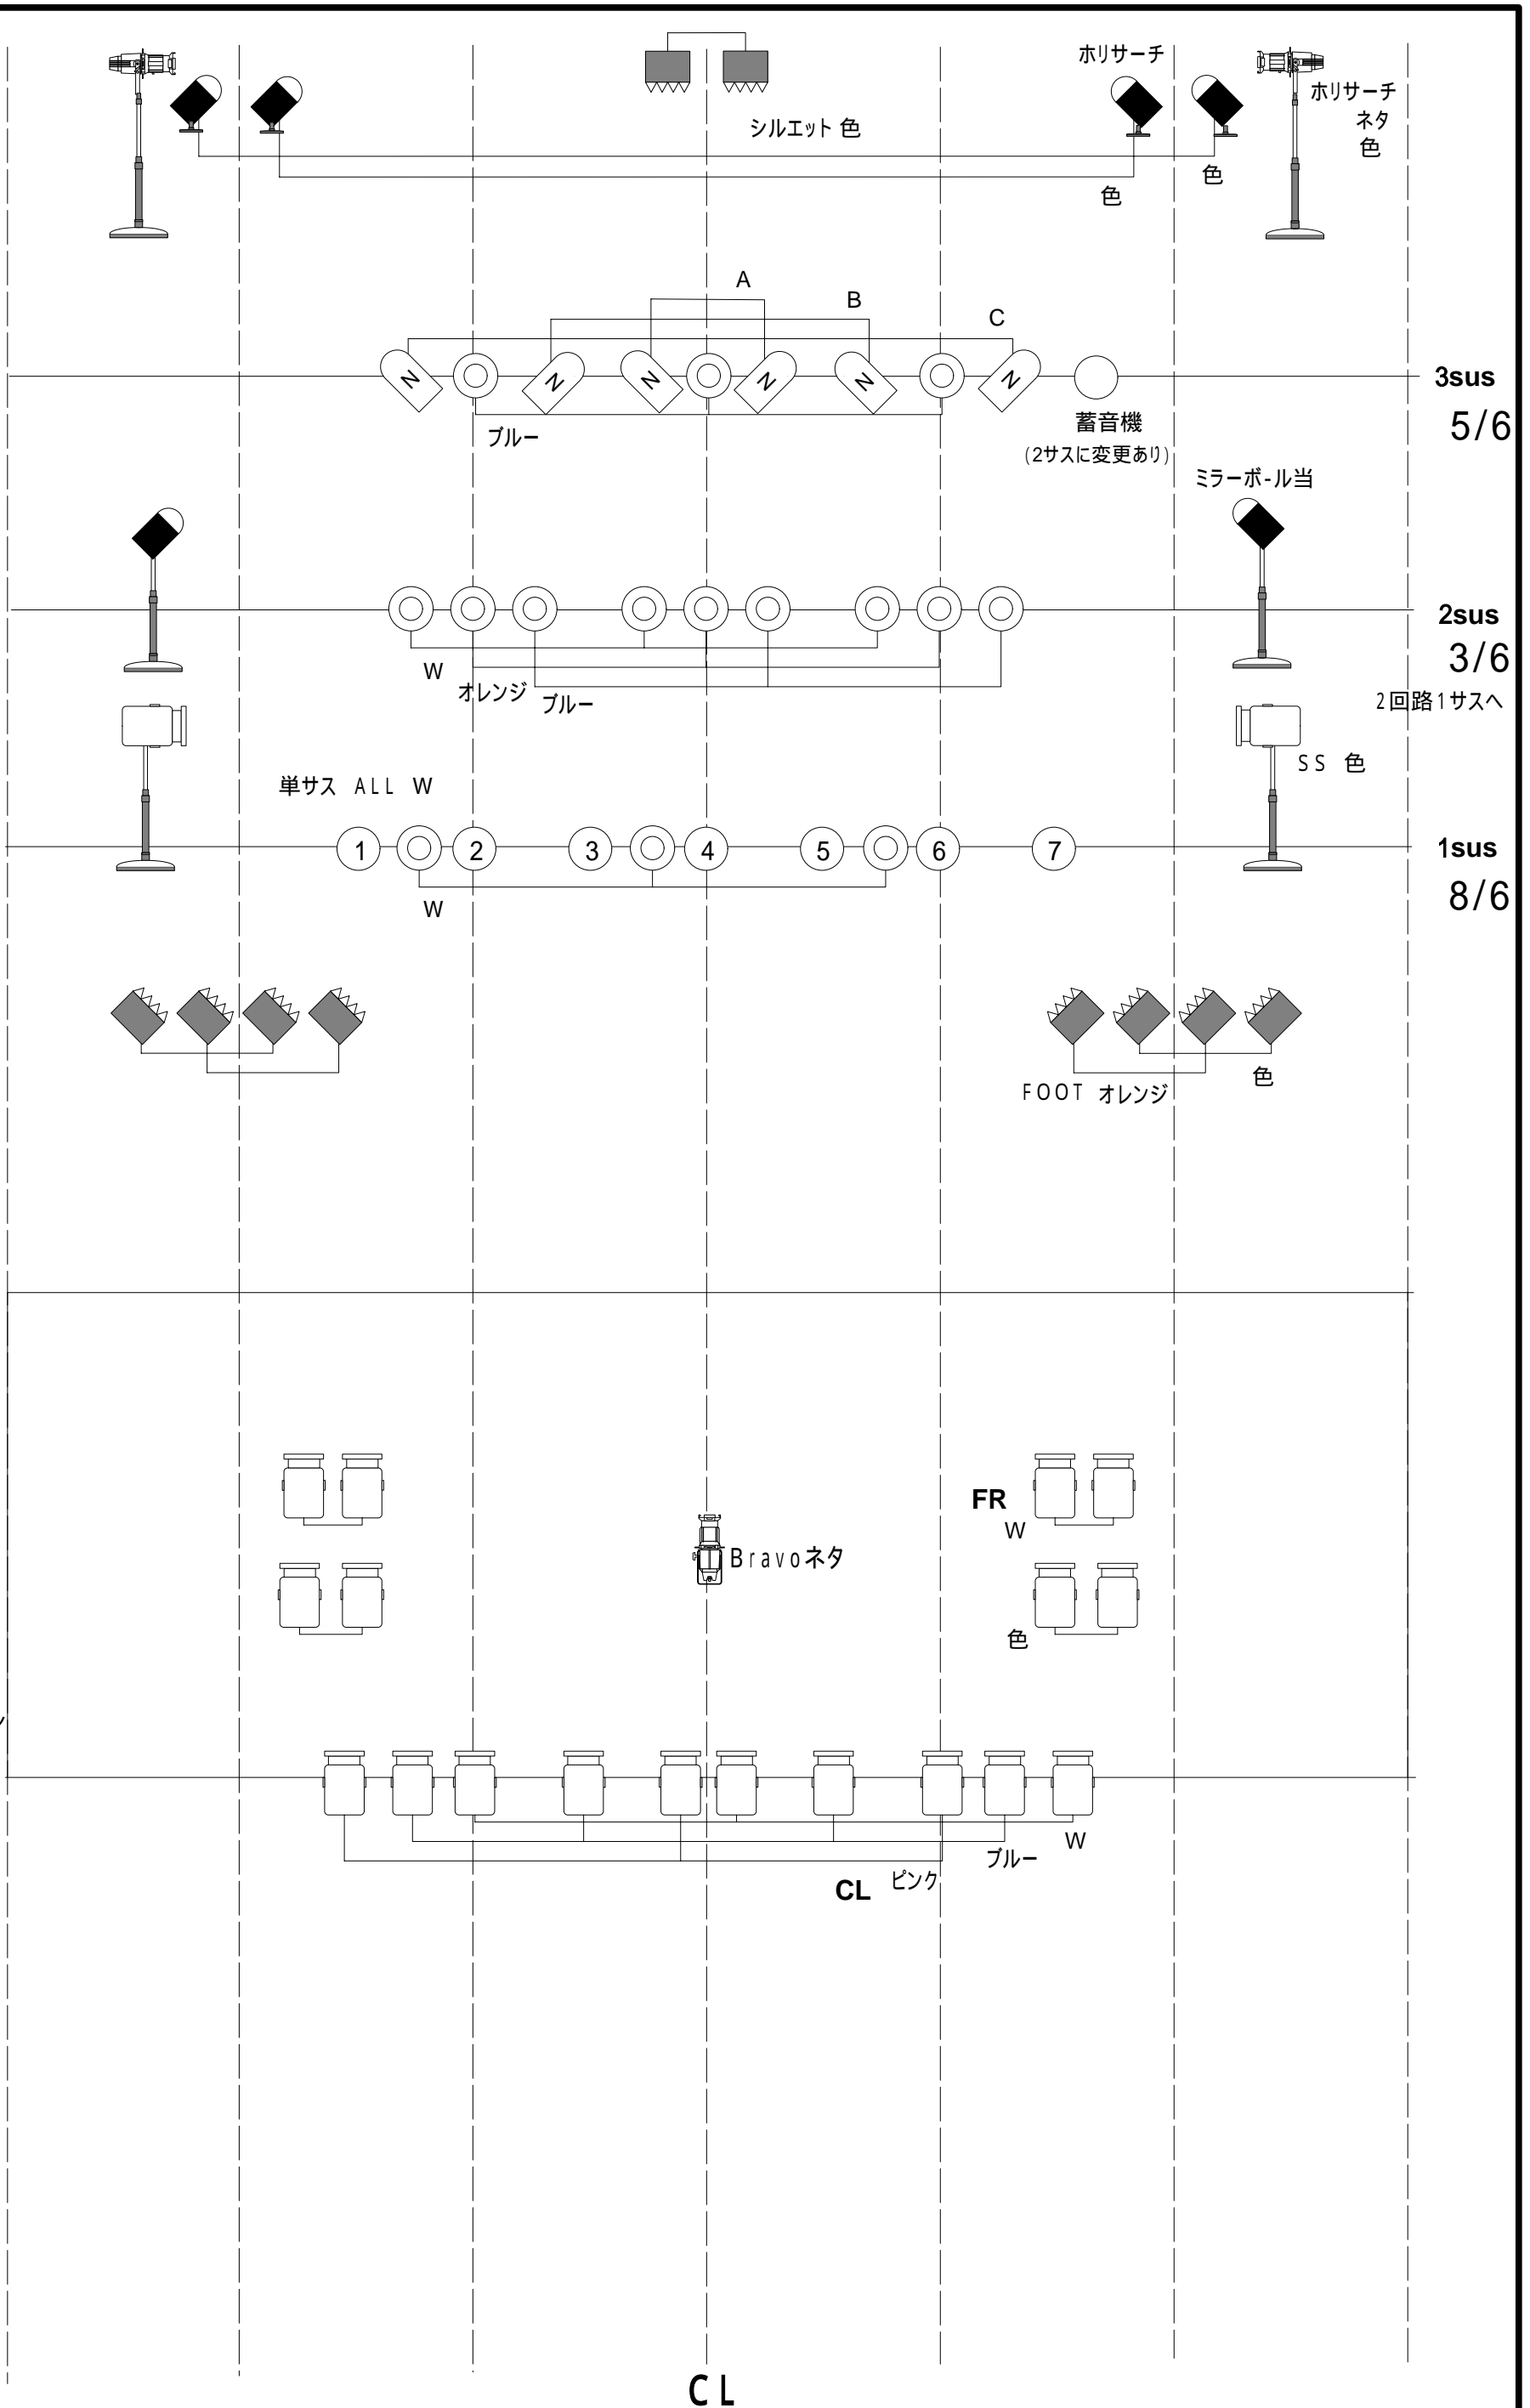 ホリサーチ
ホリサーチ
ネタ
色
シルエット 色
色
色
A
B
C
N N N N N N
3sus
5/6
ブルー
蓄音機
(2サスに変更あり)
ミラーボ-ル当
2sus
3/6
W
オレンジ
ブルー
2回路1サスへ
SS 色
単サス ALL W
1 2 3 4 5 6 7
1sus
8/6
W
FOOT オレンジ
色
FR
W
Bravoネタ
色
W
ブルー
ピンク
CL
CL